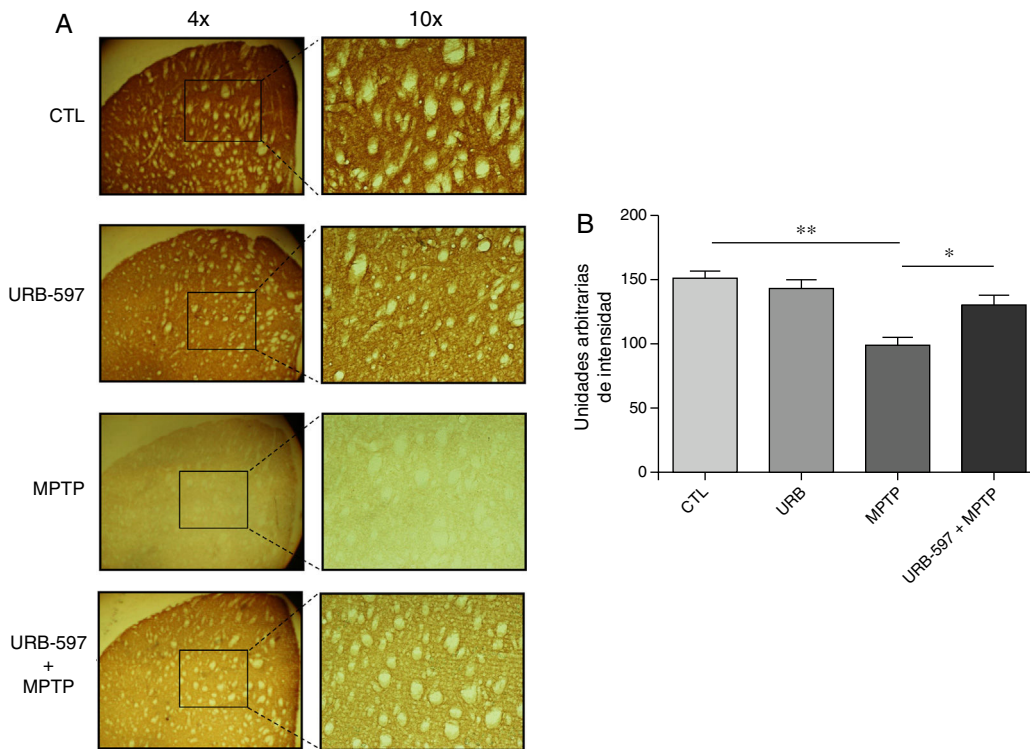 A
4x
10x
CTL
URB-597
MPTP
URB-597
+
MPTP
B
Unidades arbitrarias
de intensidad
200
150
100
50
0
**
*
CTL
URB
MPTP
URB-597 + MPTP